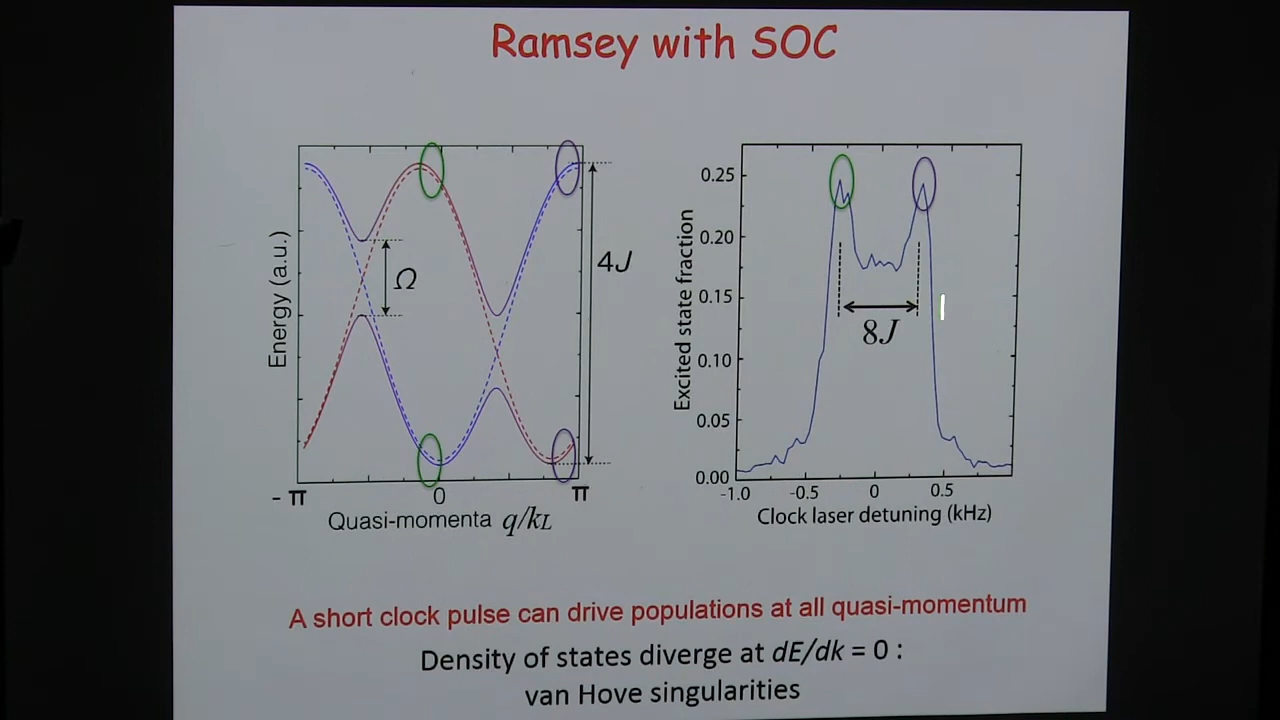 Ramsey with SOC
Energy (a.u.)
Ω
4J
- π
0
π
Quasi-momenta q/kL
Excited state fraction
0.25
0.20
0.15
0.10
0.05
0.00
8J
-1.0
-0.5
0
0.5
Clock laser detuning (kHz)
A short clock pulse can drive populations at all quasi-momentum
Density of states diverge at dE/dk = 0 :
van Hove singularities